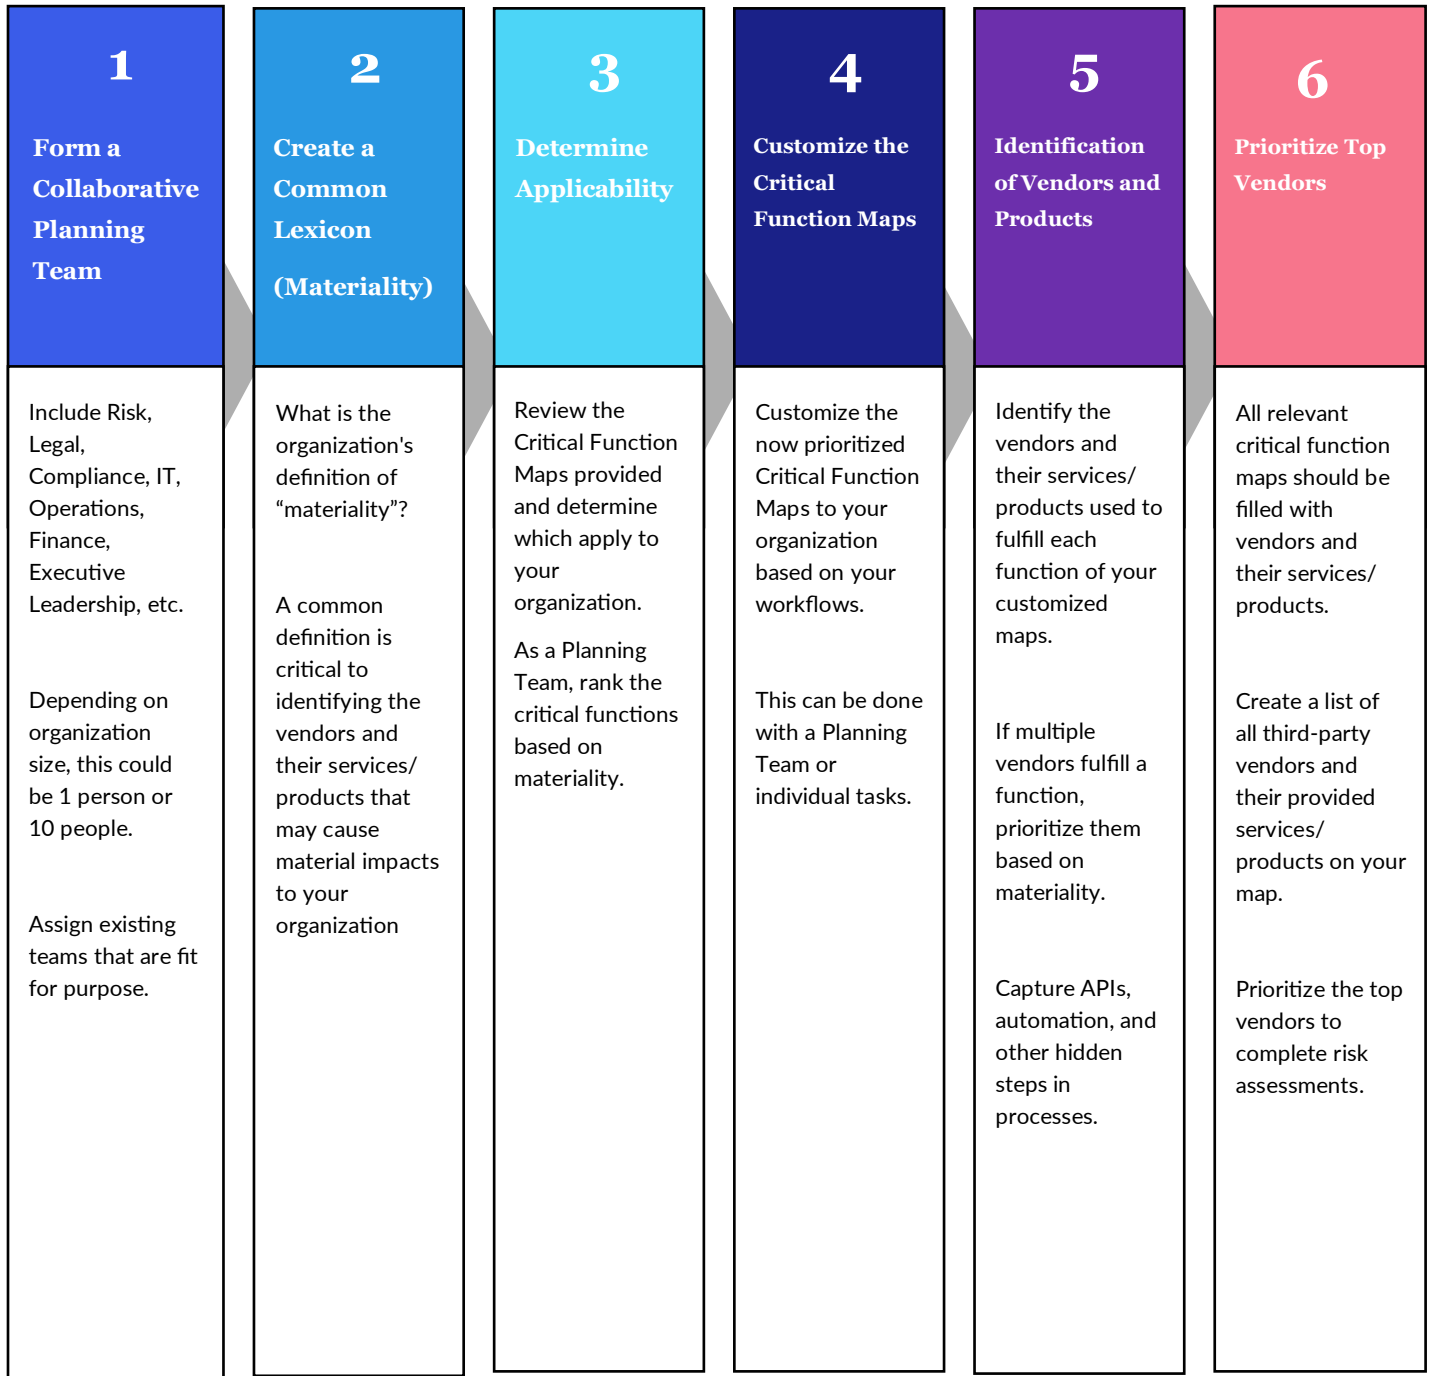 1
Form a
Collaborative
Planning
Team
Include Risk,
Legal,
Compliance, IT,
Operations,
Finance,
Executive
Leadership, etc.
Depending on
organization
size, this could
be 1 person or
10 people.
Assign existing
teams that are fit
for purpose.
2
Create a
Common
Lexicon
(Materiality)
What is the
organization's
definition of
“materiality”?
A common
definition is
critical to
identifying the
vendors and
their services/
products that
may cause
material impacts
to your
organization
3
Determine
Applicability
Review the
Critical Function
Maps provided
and determine
which apply to
your
organization.
As a Planning
Team, rank the
critical functions
based on
materiality.
4
Customize the
Critical
Function Maps
Customize the
now prioritized
Critical Function
Maps to your
organization
based on your
workflows.
This can be done
with a Planning
Team or
individual tasks.
5
Identification
of Vendors and
Products
Identify the
vendors and
their services/
products used to
fulfill each
function of your
customized
maps.
If multiple
vendors fulfill a
function,
prioritize them
based on
materiality.
Capture APIs,
automation, and
other hidden
steps in
processes.
6
Prioritize Top
Vendors
All relevant
critical function
maps should be
filled with
vendors and
their services/
products.
Create a list of
all third-party
vendors and
their provided
services/
products on your
map.
Prioritize the top
vendors to
complete risk
assessments.